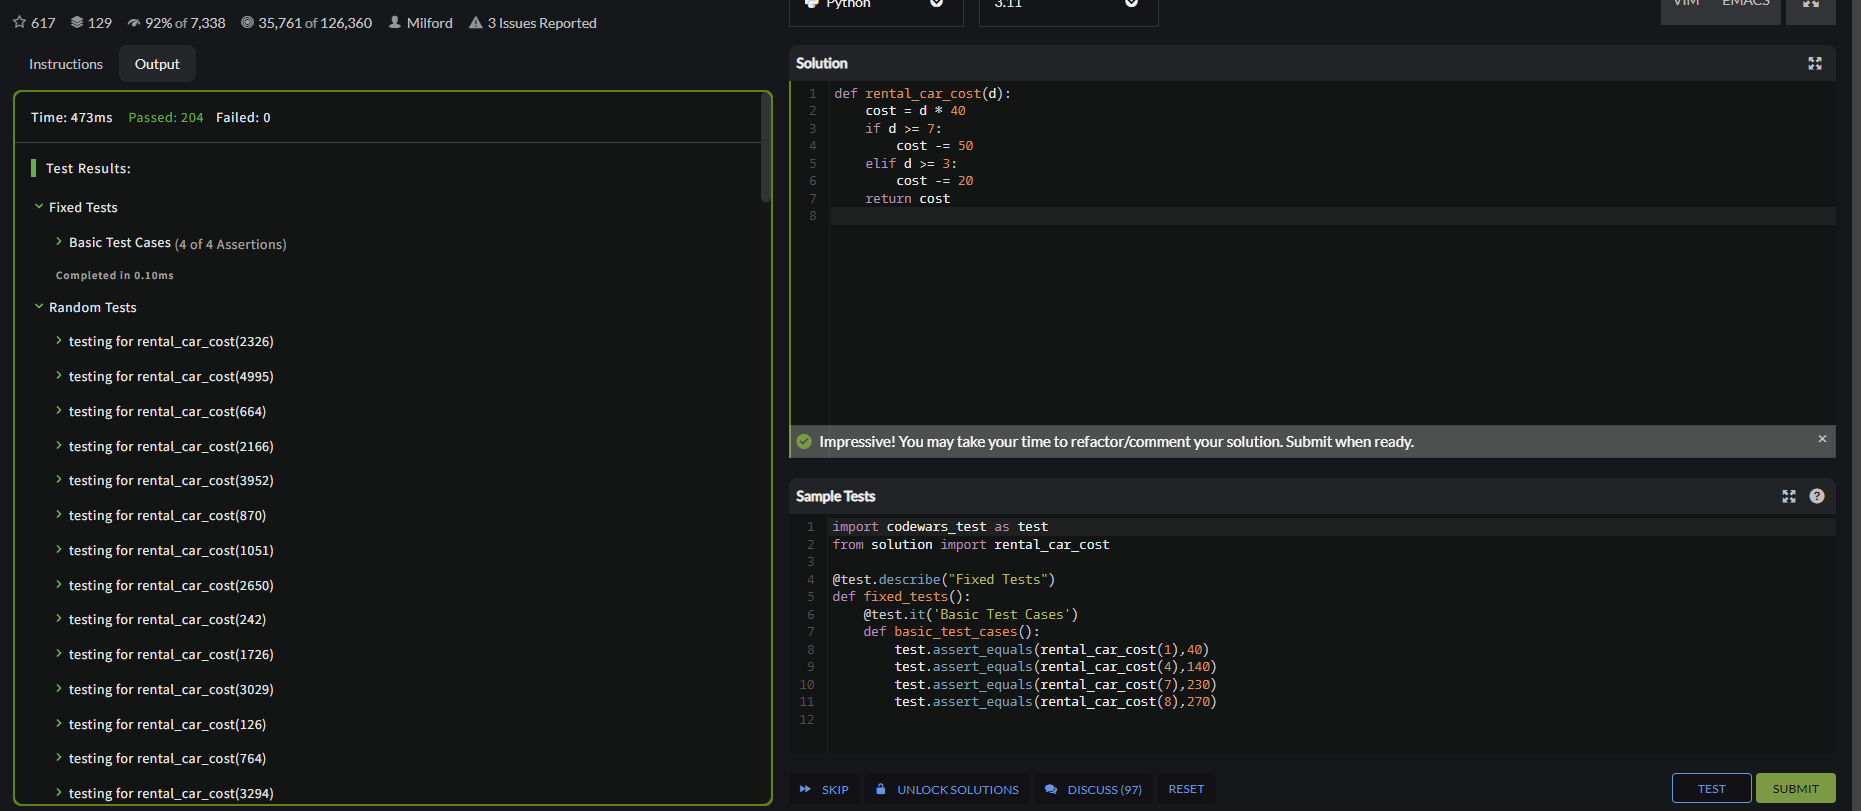 617 129 92% of 7,338 35,761 of 126,360 Milford 3 Issues Reported
Instructions Output
Time: 473ms Passed: 204 Failed: 0
Test Results:
Fixed Tests
Basic Test Cases (4 of 4 Assertions)
Completed in 0.10ms
Random Tests
testing for rental_car_cost(2326)
testing for rental_car_cost(4995)
testing for rental_car_cost(664)
testing for rental_car_cost(2166)
testing for rental_car_cost(3952)
testing for rental_car_cost(870)
testing for rental_car_cost(1051)
testing for rental_car_cost(2650)
testing for rental_car_cost(242)
testing for rental_car_cost(1726)
testing for rental_car_cost(3029)
testing for rental_car_cost(126)
testing for rental_car_cost(764)
testing for rental_car_cost(3294)
Python 3.11 VIM EMACS
Solution
1 def rental_car_cost(d):
2     cost = d * 40
3     if d >= 7:
4         cost -= 50
5     elif d >= 3:
6         cost -= 20
7     return cost
8
Impressive! You may take your time to refactor/comment your solution. Submit when ready. ×
Sample Tests ?
1 import codewars_test as test
2 from solution import rental_car_cost
3
4 @test.describe("Fixed Tests")
5 def fixed_tests():
6     @test.it('Basic Test Cases')
7     def basic_test_cases():
8         test.assert_equals(rental_car_cost(1),40)
9         test.assert_equals(rental_car_cost(4),140)
10         test.assert_equals(rental_car_cost(7),230)
11         test.assert_equals(rental_car_cost(8),270)
12
SKIP UNLOCK SOLUTIONS DISCUSS (97) RESET TEST SUBMIT